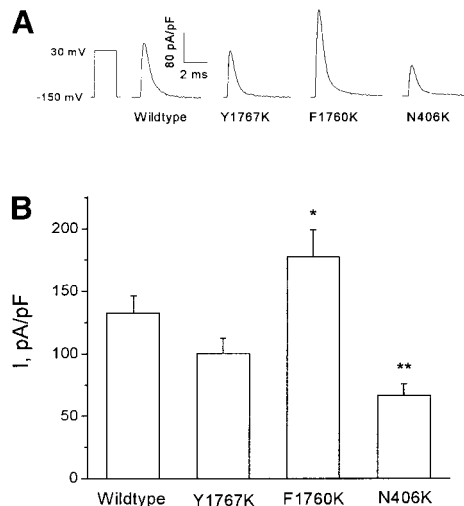 A
30 mV
-150 mV
80 pA/pF
2 ms
Wildtype Y1767K F1760K N406K
B
I, pA/pF
200
150
100
50
0
*
**
Wildtype Y1767K F1760K N406K